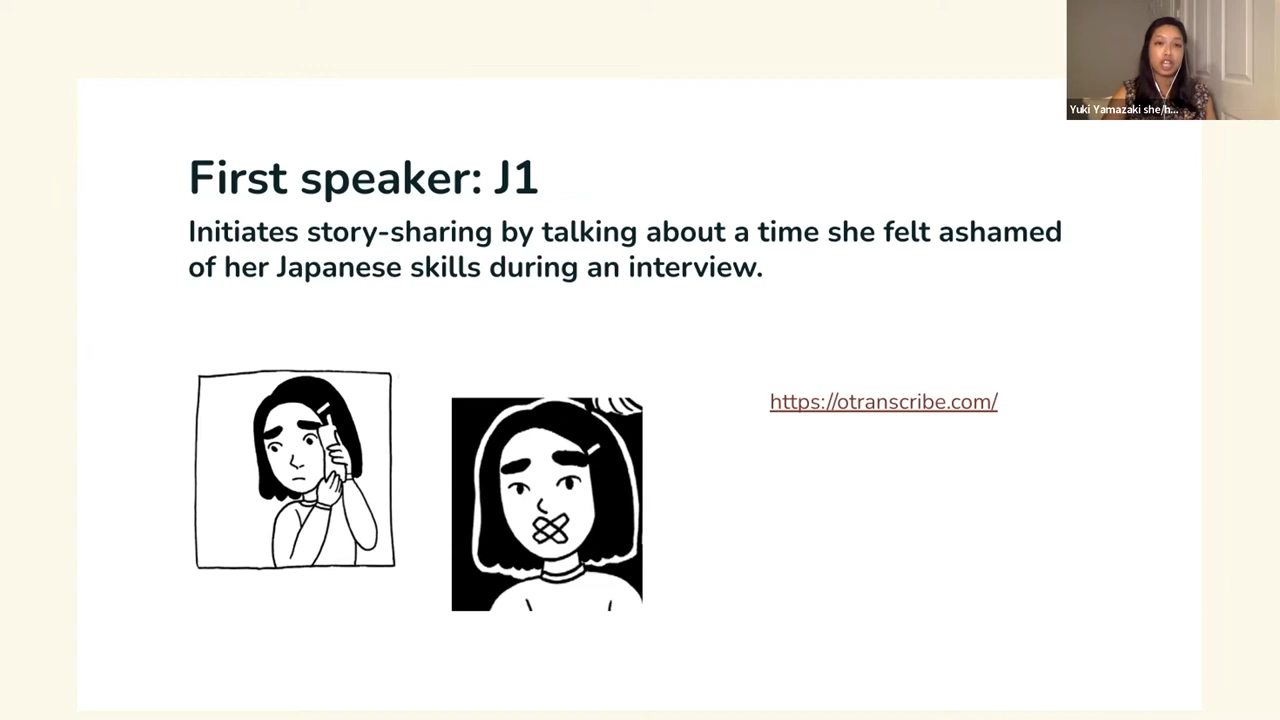 Yuki Yamazaki she/h...
First speaker: J1
Initiates story-sharing by talking about a time she felt ashamed
of her Japanese skills during an interview.
https://otranscribe.com/